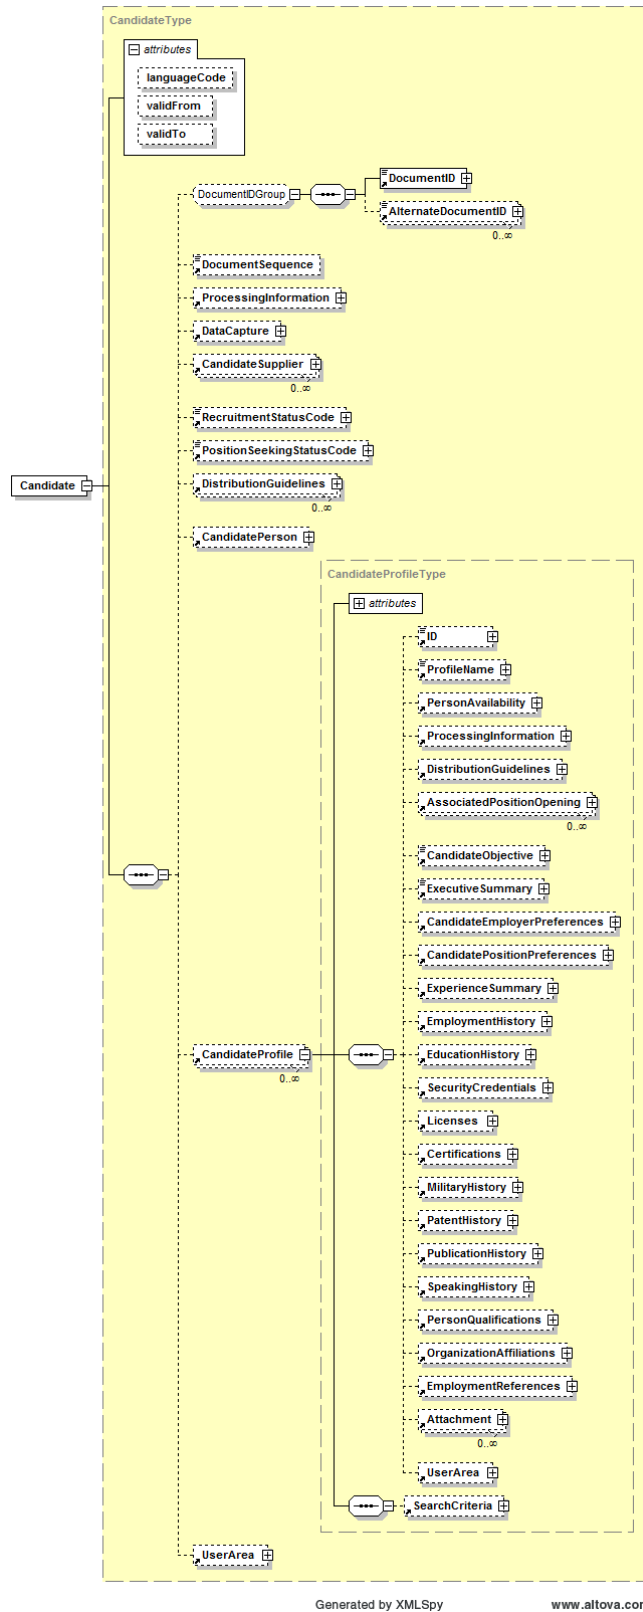 CandidateType
attributes
languageCode
validFrom
validTo
DocumentIDGroup
DocumentID
AlternateDocumentID
0..∞
DocumentSequence
ProcessingInformation
DataCapture
CandidateSupplier
0..∞
RecruitmentStatusCode
PositionSeekingStatusCode
Candidate
DistributionGuidelines
0..∞
CandidatePerson
CandidateProfileType
attributes
ID
ProfileName
PersonAvailability
ProcessingInformation
DistributionGuidelines
AssociatedPositionOpening
0..∞
CandidateObjective
ExecutiveSummary
CandidateEmployerPreferences
CandidatePositionPreferences
ExperienceSummary
EmploymentHistory
CandidateProfile
0..∞
EducationHistory
SecurityCredentials
Licenses
Certifications
MilitaryHistory
PatentHistory
PublicationHistory
SpeakingHistory
PersonQualifications
OrganizationAffiliations
EmploymentReferences
Attachment
0..∞
UserArea
SearchCriteria
UserArea
Generated by XMLSpy www.altova.com